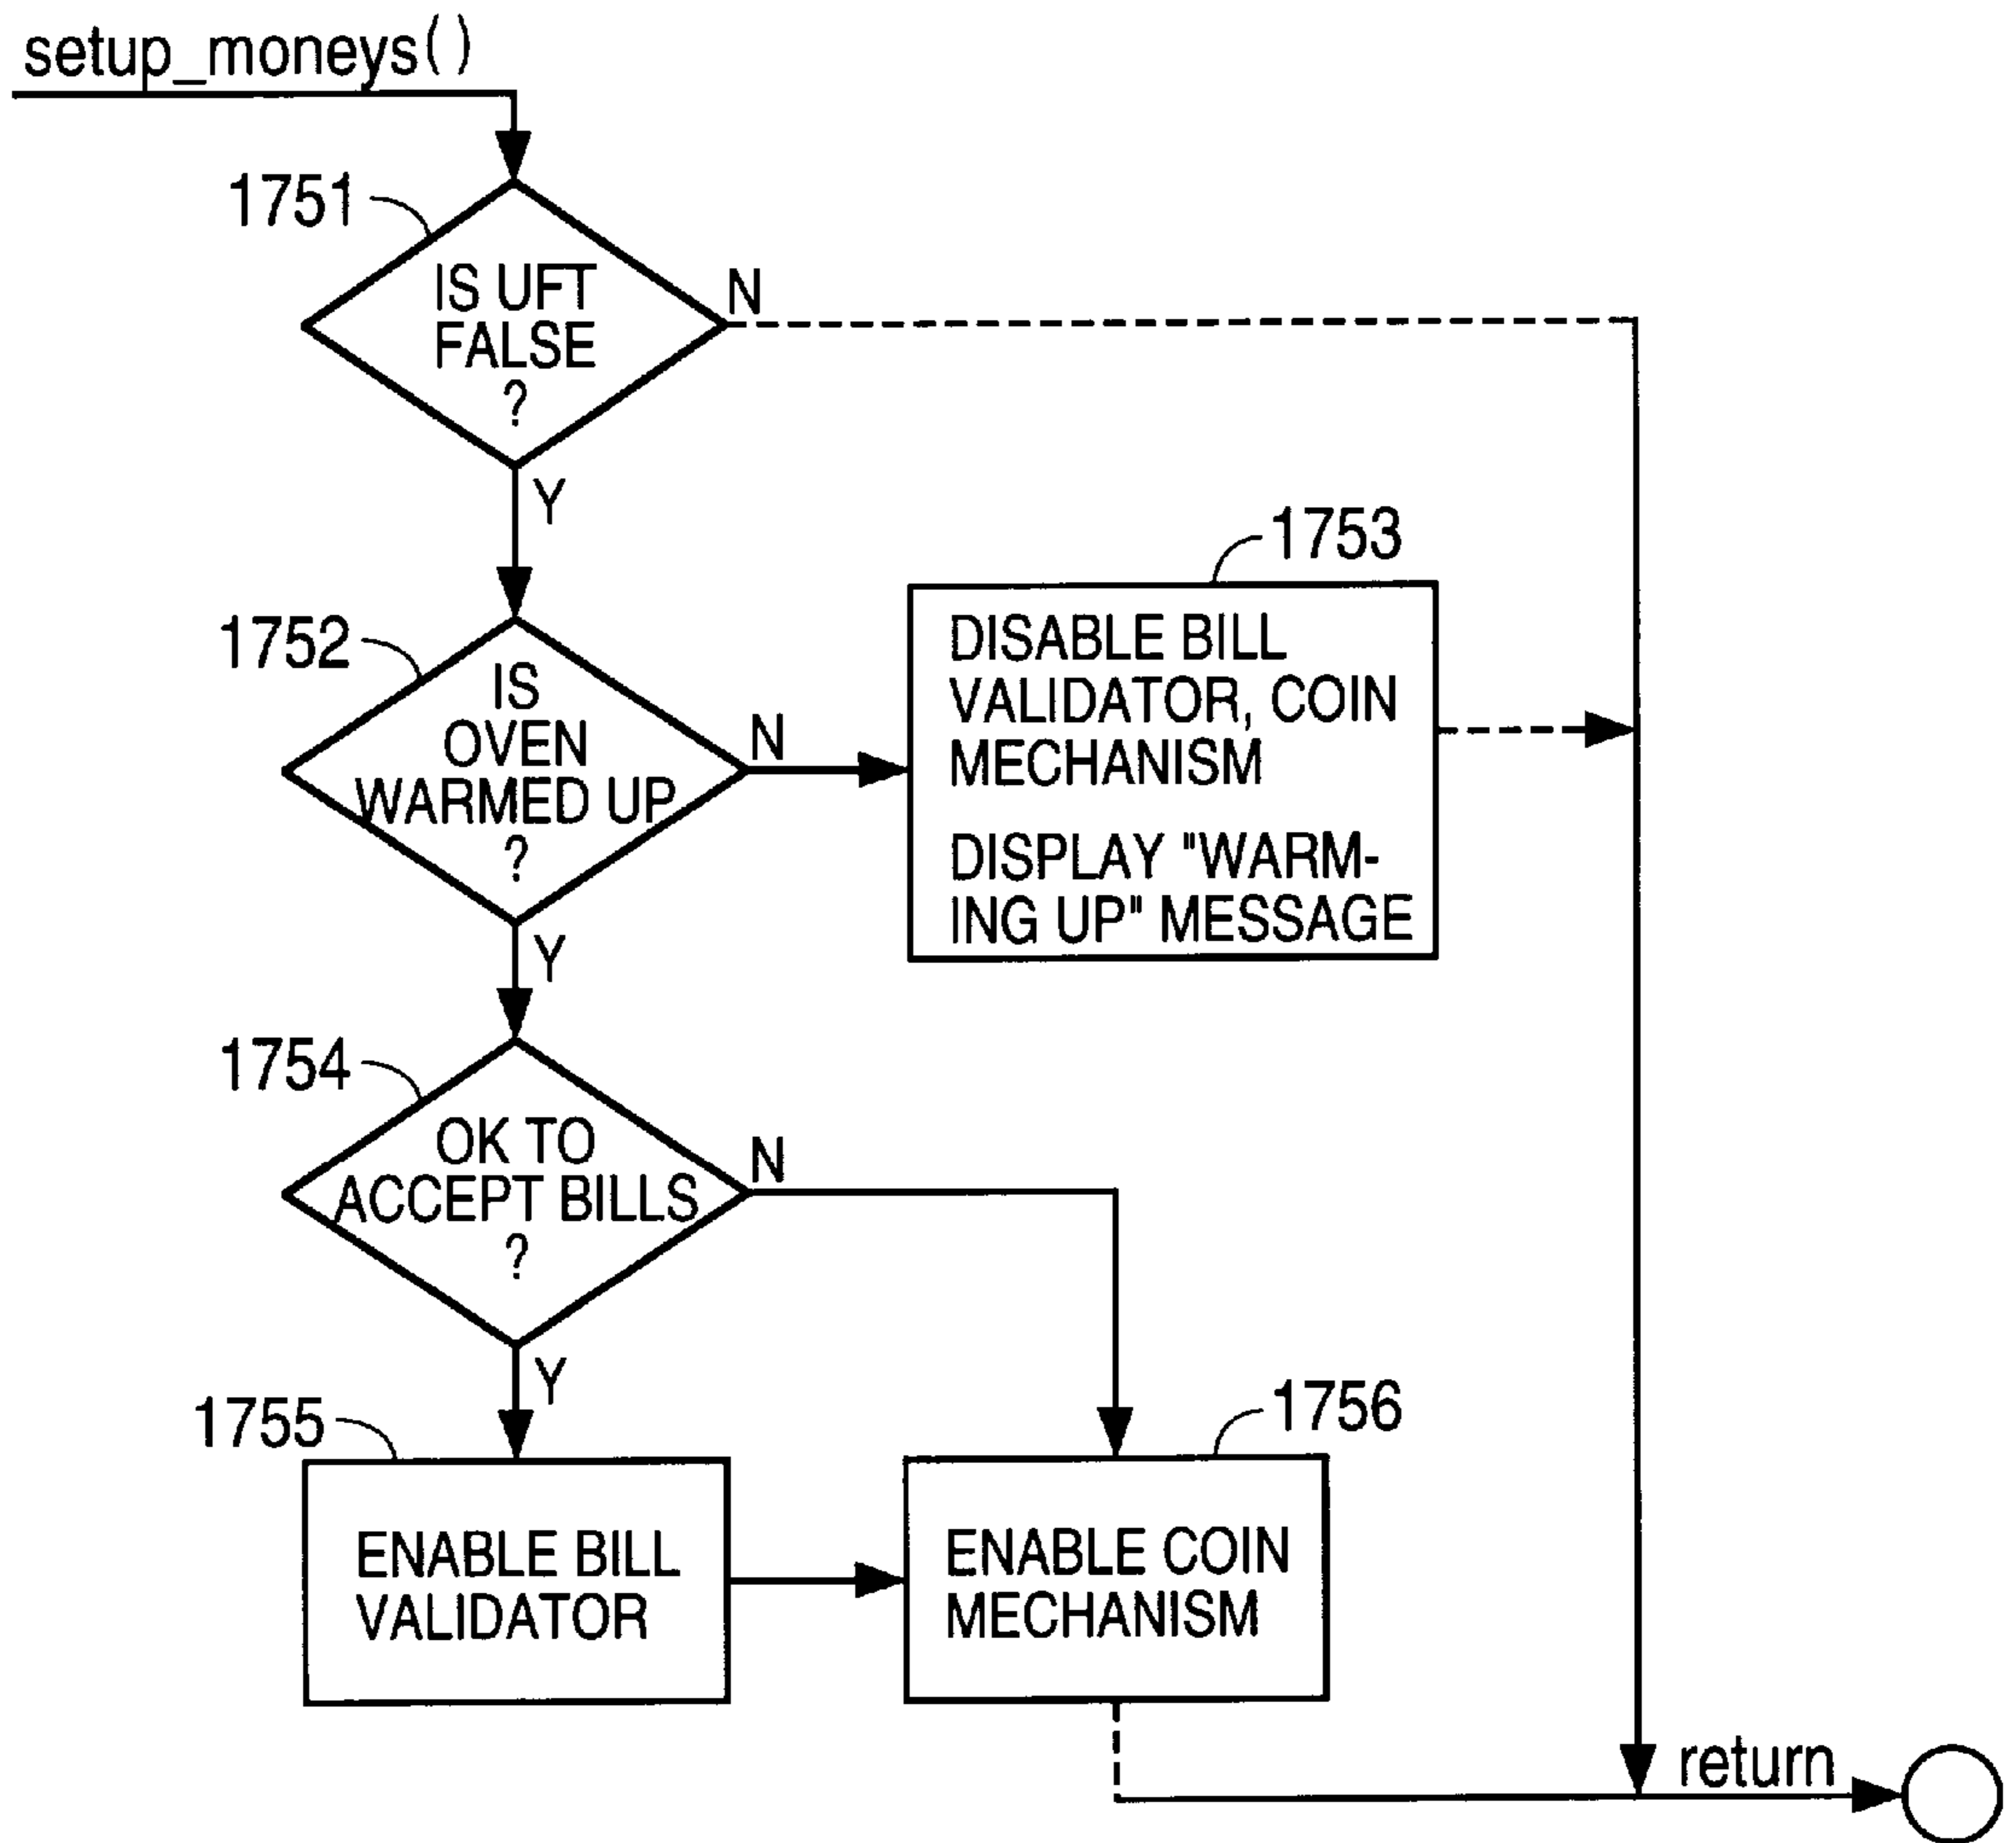 setup_moneys()
1751
IS UFT
FALSE
?
N
Y
1752
IS
OVEN
WARMED UP
?
N
Y
1753
DISABLE BILL
VALIDATOR, COIN
MECHANISM
DISPLAY "WARM-
ING UP" MESSAGE
1754
OK TO
ACCEPT BILLS
?
N
Y
1755
ENABLE BILL
VALIDATOR
1756
ENABLE COIN
MECHANISM
return